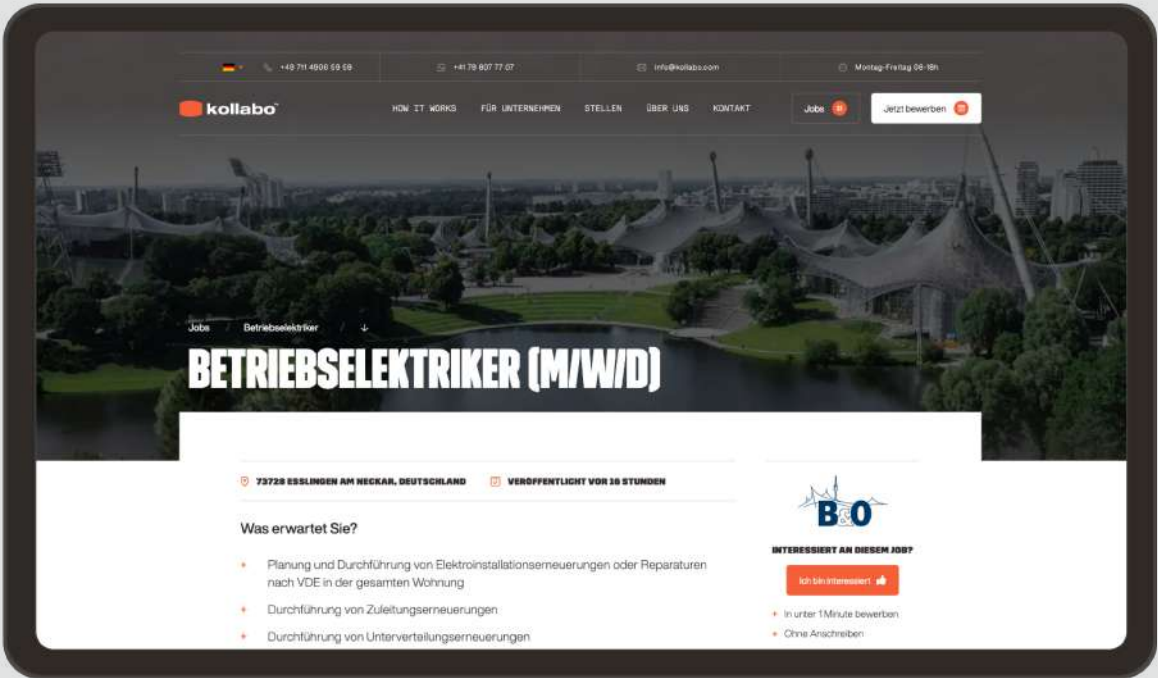 +49 711 4906 59 59
+41 78 897 77 07
info@kollabo.com
Montag-Freitag 08-18h
kollabo
HOW IT WORKS
FÜR UNTERNEHMEN
STELLEN
ÜBER UNS
KONTAKT
Jobs
Jetzt bewerben
Jobs / Betriebselektriker / ↓
BETRIEBSELEKTRIKER (M/W/D)
73728 ESSLINGEN AM NECKAR, DEUTSCHLAND
VERÖFFENTLICHT VOR 16 STUNDEN
Was erwartet Sie?
+ Planung und Durchführung von Elektroinstallationserneuerungen oder Reparaturen
nach VDE in der gesamten Wohnung
+ Durchführung von Zuleitungserneuerungen
+ Durchführung von Unterverteilungserneuerungen
B&O
INTERESSIERT AN DIESEM JOB?
Ich bin interessiert
+ In unter 1 Minute bewerben
+ Ohne Anschreiben